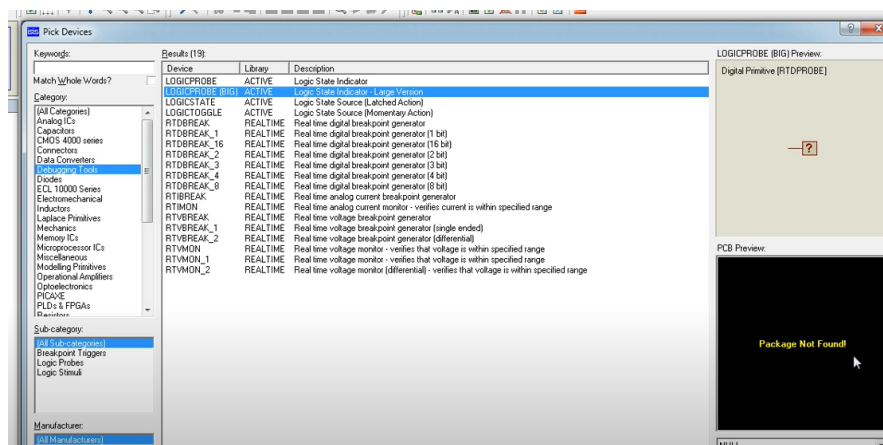 ISIS Pick Devices
Keywords:
Match Whole Words?
Category:
(All Categories)
Analog ICs
Capacitors
CMOS 4000 series
Connectors
Data Converters
Debugging Tools
Diodes
ECL 10000 Series
Electromechanical
Inductors
Laplace Primitives
Mechanics
Memory ICs
Microprocessor ICs
Miscellaneous
Modelling Primitives
Operational Amplifiers
Optoelectronics
PICAXE
PLDs & FPGAs
Resistors
Sub-category:
(All Sub-categories)
Breakpoint Triggers
Logic Probes
Logic Stimuli
Manufacturer:
(All Manufacturers)
Results (19):
Device Library Description
LOGICPROBE ACTIVE Logic State Indicator
LOGICPROBE (BIG) ACTIVE Logic State Indicator - Large Version
LOGICSTATE ACTIVE Logic State Source (Latched Action)
LOGICTOGGLE ACTIVE Logic State Source (Momentary Action)
RTDBREAK REALTIME Real time digital breakpoint generator
RTDBREAK_1 REALTIME Real time digital breakpoint generator (1 bit)
RTDBREAK_16 REALTIME Real time digital breakpoint generator (16 bit)
RTDBREAK_2 REALTIME Real time digital breakpoint generator (2 bit)
RTDBREAK_3 REALTIME Real time digital breakpoint generator (3 bit)
RTDBREAK_4 REALTIME Real time digital breakpoint generator (4 bit)
RTDBREAK_8 REALTIME Real time digital breakpoint generator (8 bit)
RTIBREAK REALTIME Real time analog current breakpoint generator
RTIMON REALTIME Real time analog current monitor - verifies current is within specified range
RTVBREAK REALTIME Real time voltage breakpoint generator
RTVBREAK_1 REALTIME Real time voltage breakpoint generator (single ended)
RTVBREAK_2 REALTIME Real time voltage breakpoint generator (differential)
RTVMON REALTIME Real time voltage monitor - verifies that voltage is within specified range
RTVMON_1 REALTIME Real time voltage monitor - verifies that voltage is within specified range
RTVMON_2 REALTIME Real time voltage monitor (differential) - verifies that voltage is within specified range
LOGICPROBE (BIG) Preview:
Digital Primitive [RTDPROBE]
?
PCB Preview:
Package Not Found!